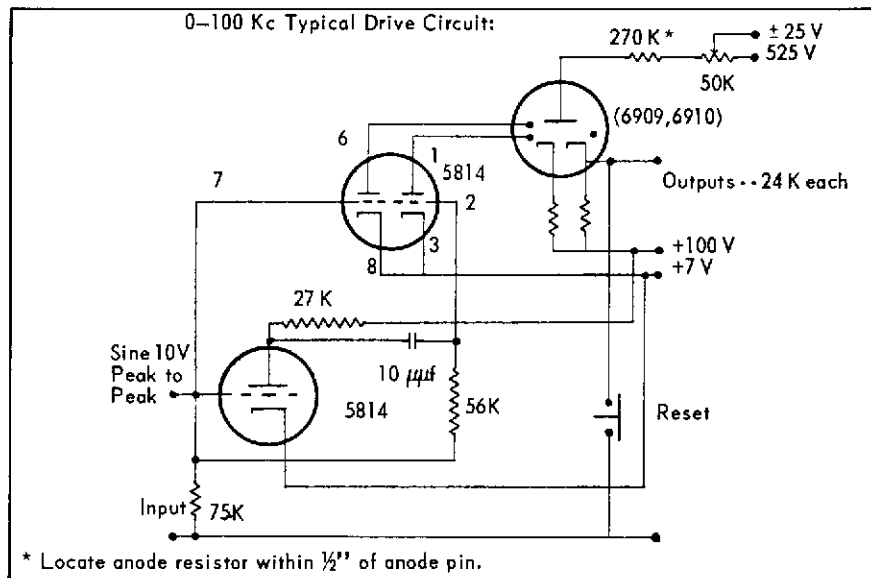 0–100 Kc Typical Drive Circuit:
270 K*
± 25 V
525 V
50K
(6909,6910)
6
1
5814
7
2
Outputs - - 24 K each
3
8
+100 V
+7 V
27 K
Sine 10V
Peak to
Peak
10 μμf
5814
56K
Reset
Input
75K
* Locate anode resistor within ½" of anode pin.